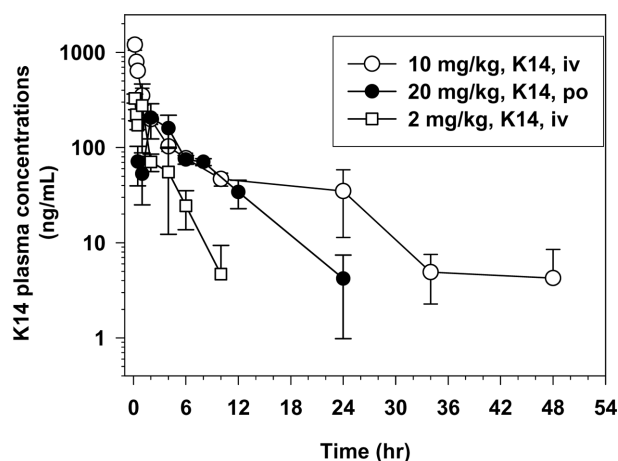 1000
100
10
1
K14 plasma concentrations
(ng/mL)
10 mg/kg, K14, iv
20 mg/kg, K14, po
2 mg/kg, K14, iv
0 6 12 18 24 30 36 42 48 54
Time (hr)